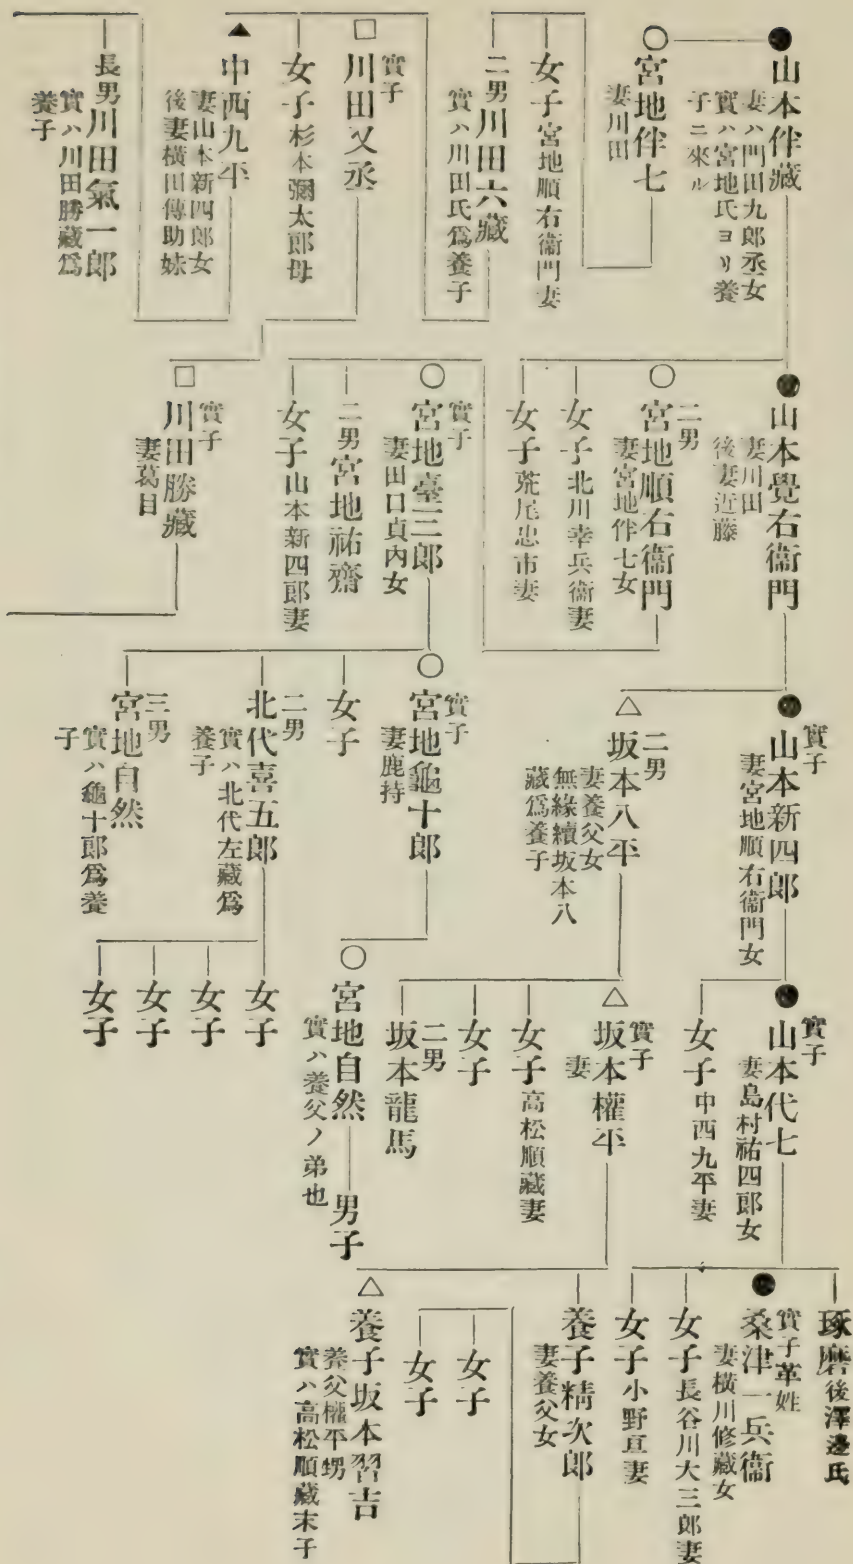 ●山本伴藏
妻ハ門田九郎丞女
實ハ宮地氏ヨリ養
子ニ來ル
○宮地伴七
妻川田
女子宮地順右衞門妻
二男川田六藏
實ハ川田氏爲養子
實子
□川田又丞
女子杉本彌太郎母
▲中西九平
妻山本新四郎女
後妻橫田傳助妹
長男川田氣一郎
實ハ川田勝藏爲
養子
●山本覺右衞門
妻川田
後妻近藤
二男
○宮地順右衞門
妻宮地伴七女
女子北川幸兵衞妻
女子荒尾忠市妻
實子
○宮地臺三郎
妻田口貞內女
二男宮地祐齋
女子山本新四郎妻
實子
□川田勝藏
妻葛目
實子
●山本新四郎
妻宮地順右衞門女
二男
△坂本八平
妻養父女
無緣續坂本八
藏爲養子
實子
○宮地龜十郎
妻鹿持
女子
二男
北代喜五郎
實ハ北代左藏爲
養子
三男
宮地自然
實ハ龜十郎爲養
子
實子
●山本代七
妻島村祐四郎女
女子中西九平妻
實子
△坂本權平
妻
女子高松順藏妻
女子
二男
坂本龍馬
○宮地自然
實ハ養父ノ弟也
男子
女子
女子
女子
女子
琢磨後澤邊氏
實子革姓
●桑津一兵衞
妻橫川修藏女
女子長谷川大三郎妻
女子小野亘妻
養子精次郎
妻養父女
女子
女子
△養子坂本習吉
養父權平甥
實ハ高松順藏末子